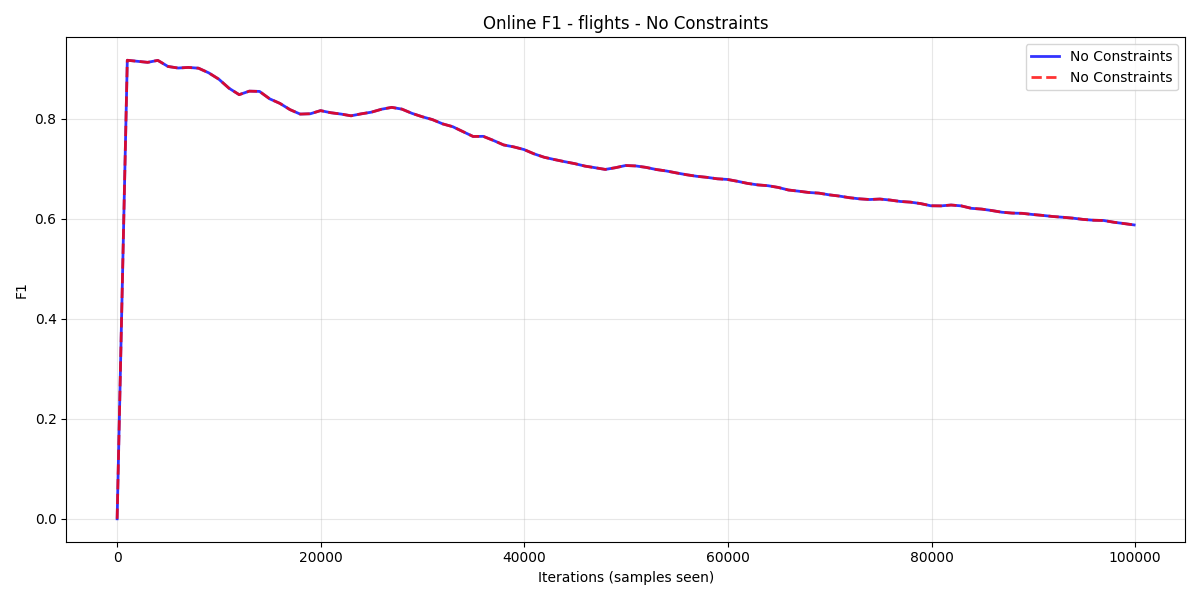 Online F1 - flights - No Constraints
No Constraints
No Constraints
F1
0.8
0.6
0.4
0.2
0.0
0 20000 40000 60000 80000 100000
Iterations (samples seen)